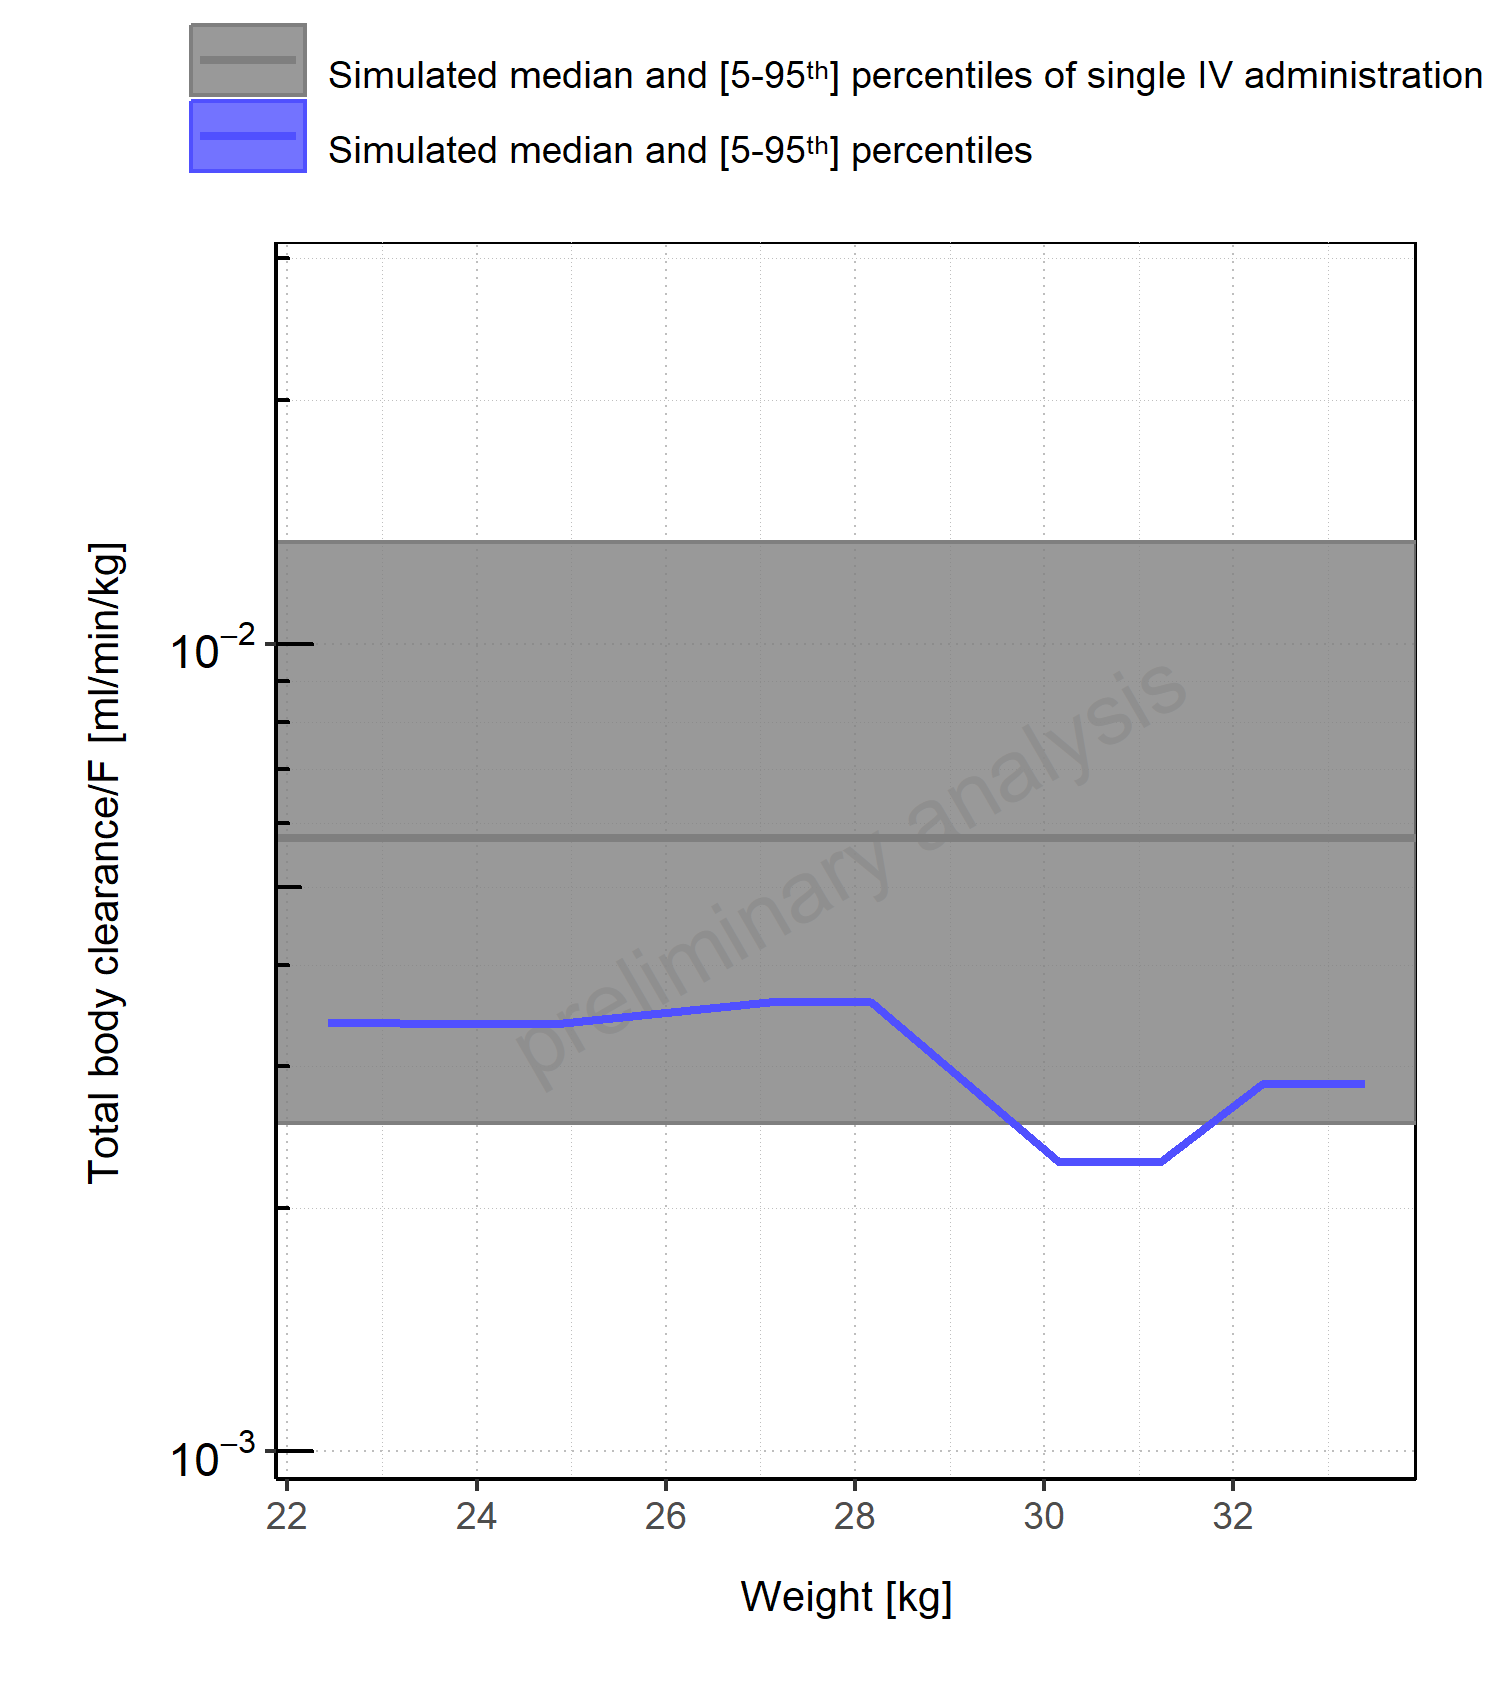 Simulated median and [5-95ᵗʰ] percentiles of single IV administration
Simulated median and [5-95ᵗʰ] percentiles
Total body clearance/F [ml/min/kg]
10⁻²
10⁻³
preliminary analysis
22 24 26 28 30 32
Weight [kg]